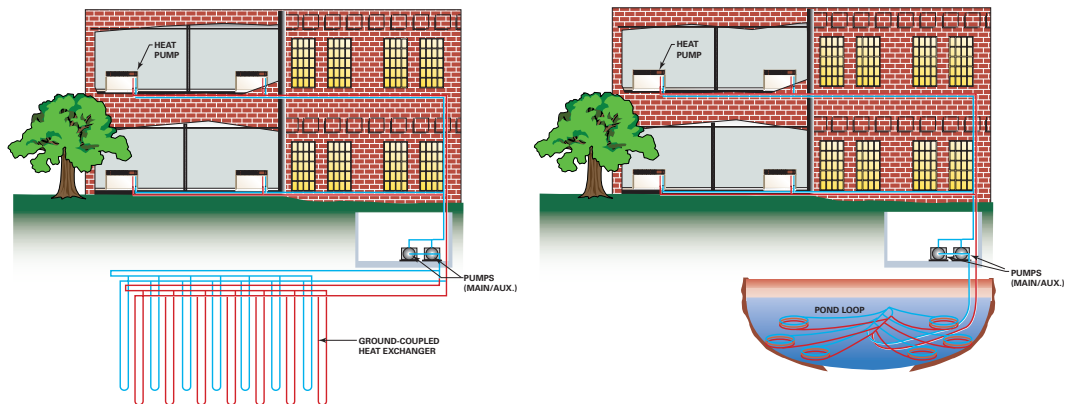 HEAT
PUMP
PUMPS
(MAIN/AUX.)
GROUND-COUPLED
HEAT EXCHANGER
HEAT
PUMP
PUMPS
(MAIN/AUX.)
POND LOOP